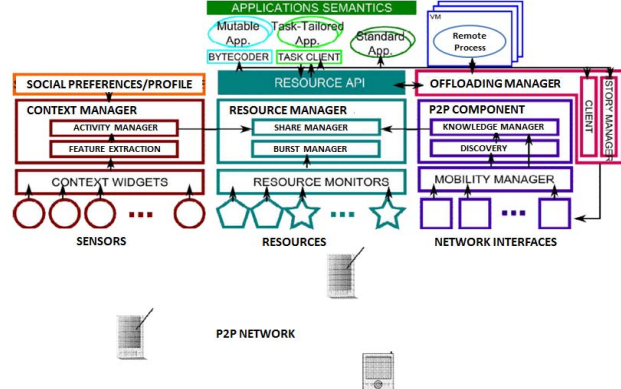 APPLICATIONS SEMANTICS
Mutable
App.
Task-Tailored
App.
Standard
App.
VM
Remote
Process
BYTECODER
TASK CLIENT
SOCIAL PREFERENCES/PROFILE
RESOURCE API
OFFLOADING MANAGER
CLIENT
STORY MANAGER
CONTEXT MANAGER
RESOURCE MANAGER
P2P COMPONENT
ACTIVITY MANAGER
SHARE MANAGER
KNOWLEDGE MANAGER
FEATURE EXTRACTION
BURST MANAGER
DISCOVERY
CONTEXT WIDGETS
RESOURCE MONITORS
MOBILITY MANAGER
SENSORS
RESOURCES
NETWORK INTERFACES
P2P NETWORK